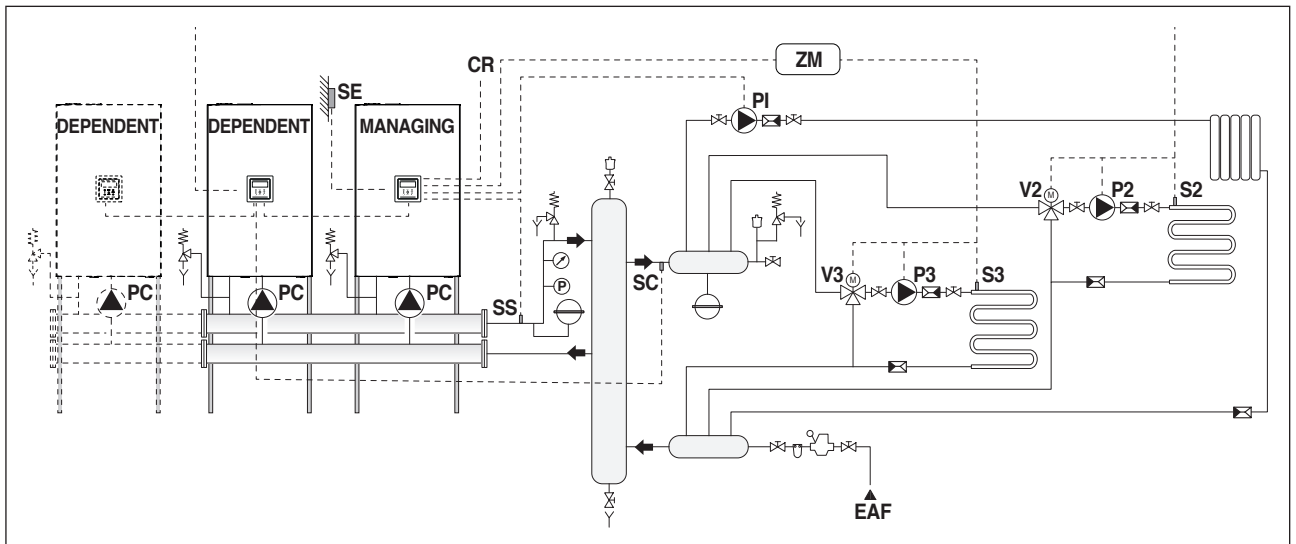 ZM
CR
SE
PI
DEPENDENT
DEPENDENT
MANAGING
V2
M
P2
S2
V3
M
P3
S3
SC
P
PC
PC
PC
SS
EAF